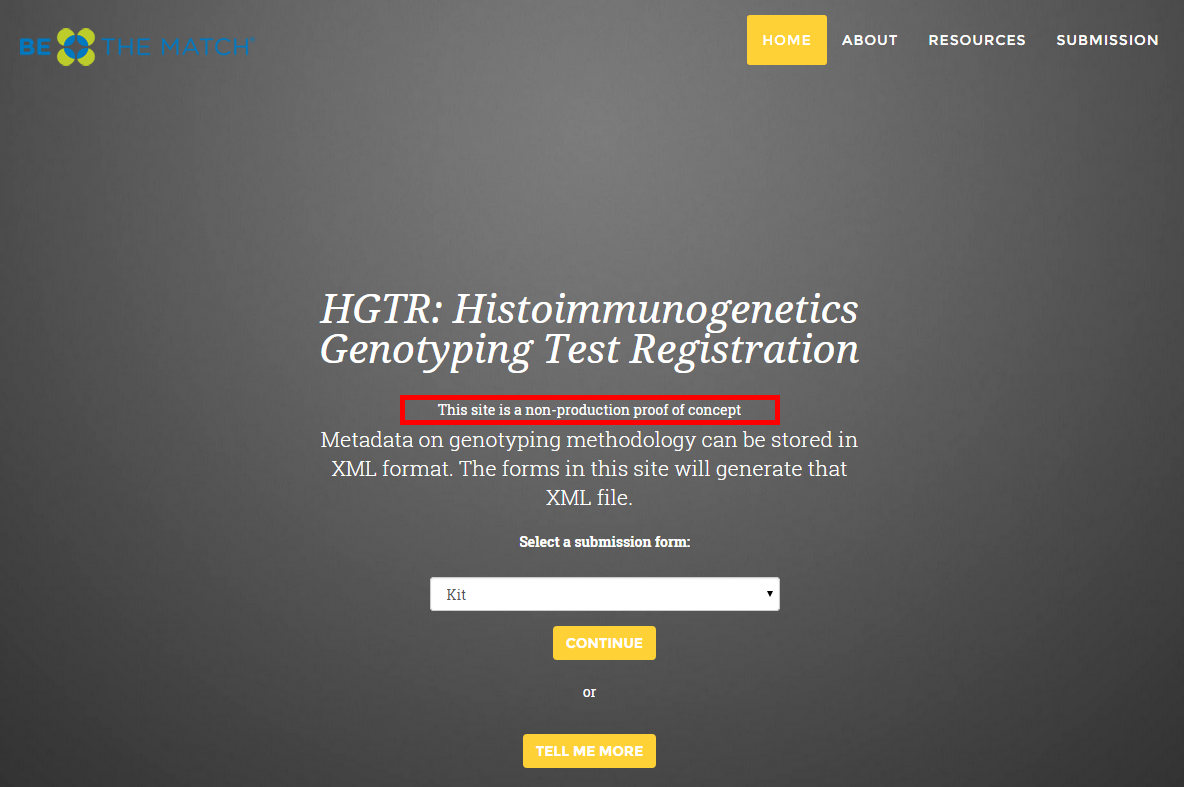 BE THE MATCH®
HOME ABOUT RESOURCES SUBMISSION
HGTR: Histoimmunogenetics
Genotyping Test Registration
This site is a non-production proof of concept
Metadata on genotyping methodology can be stored in
XML format. The forms in this site will generate that
XML file.
Select a submission form:
Kit
CONTINUE
or
TELL ME MORE